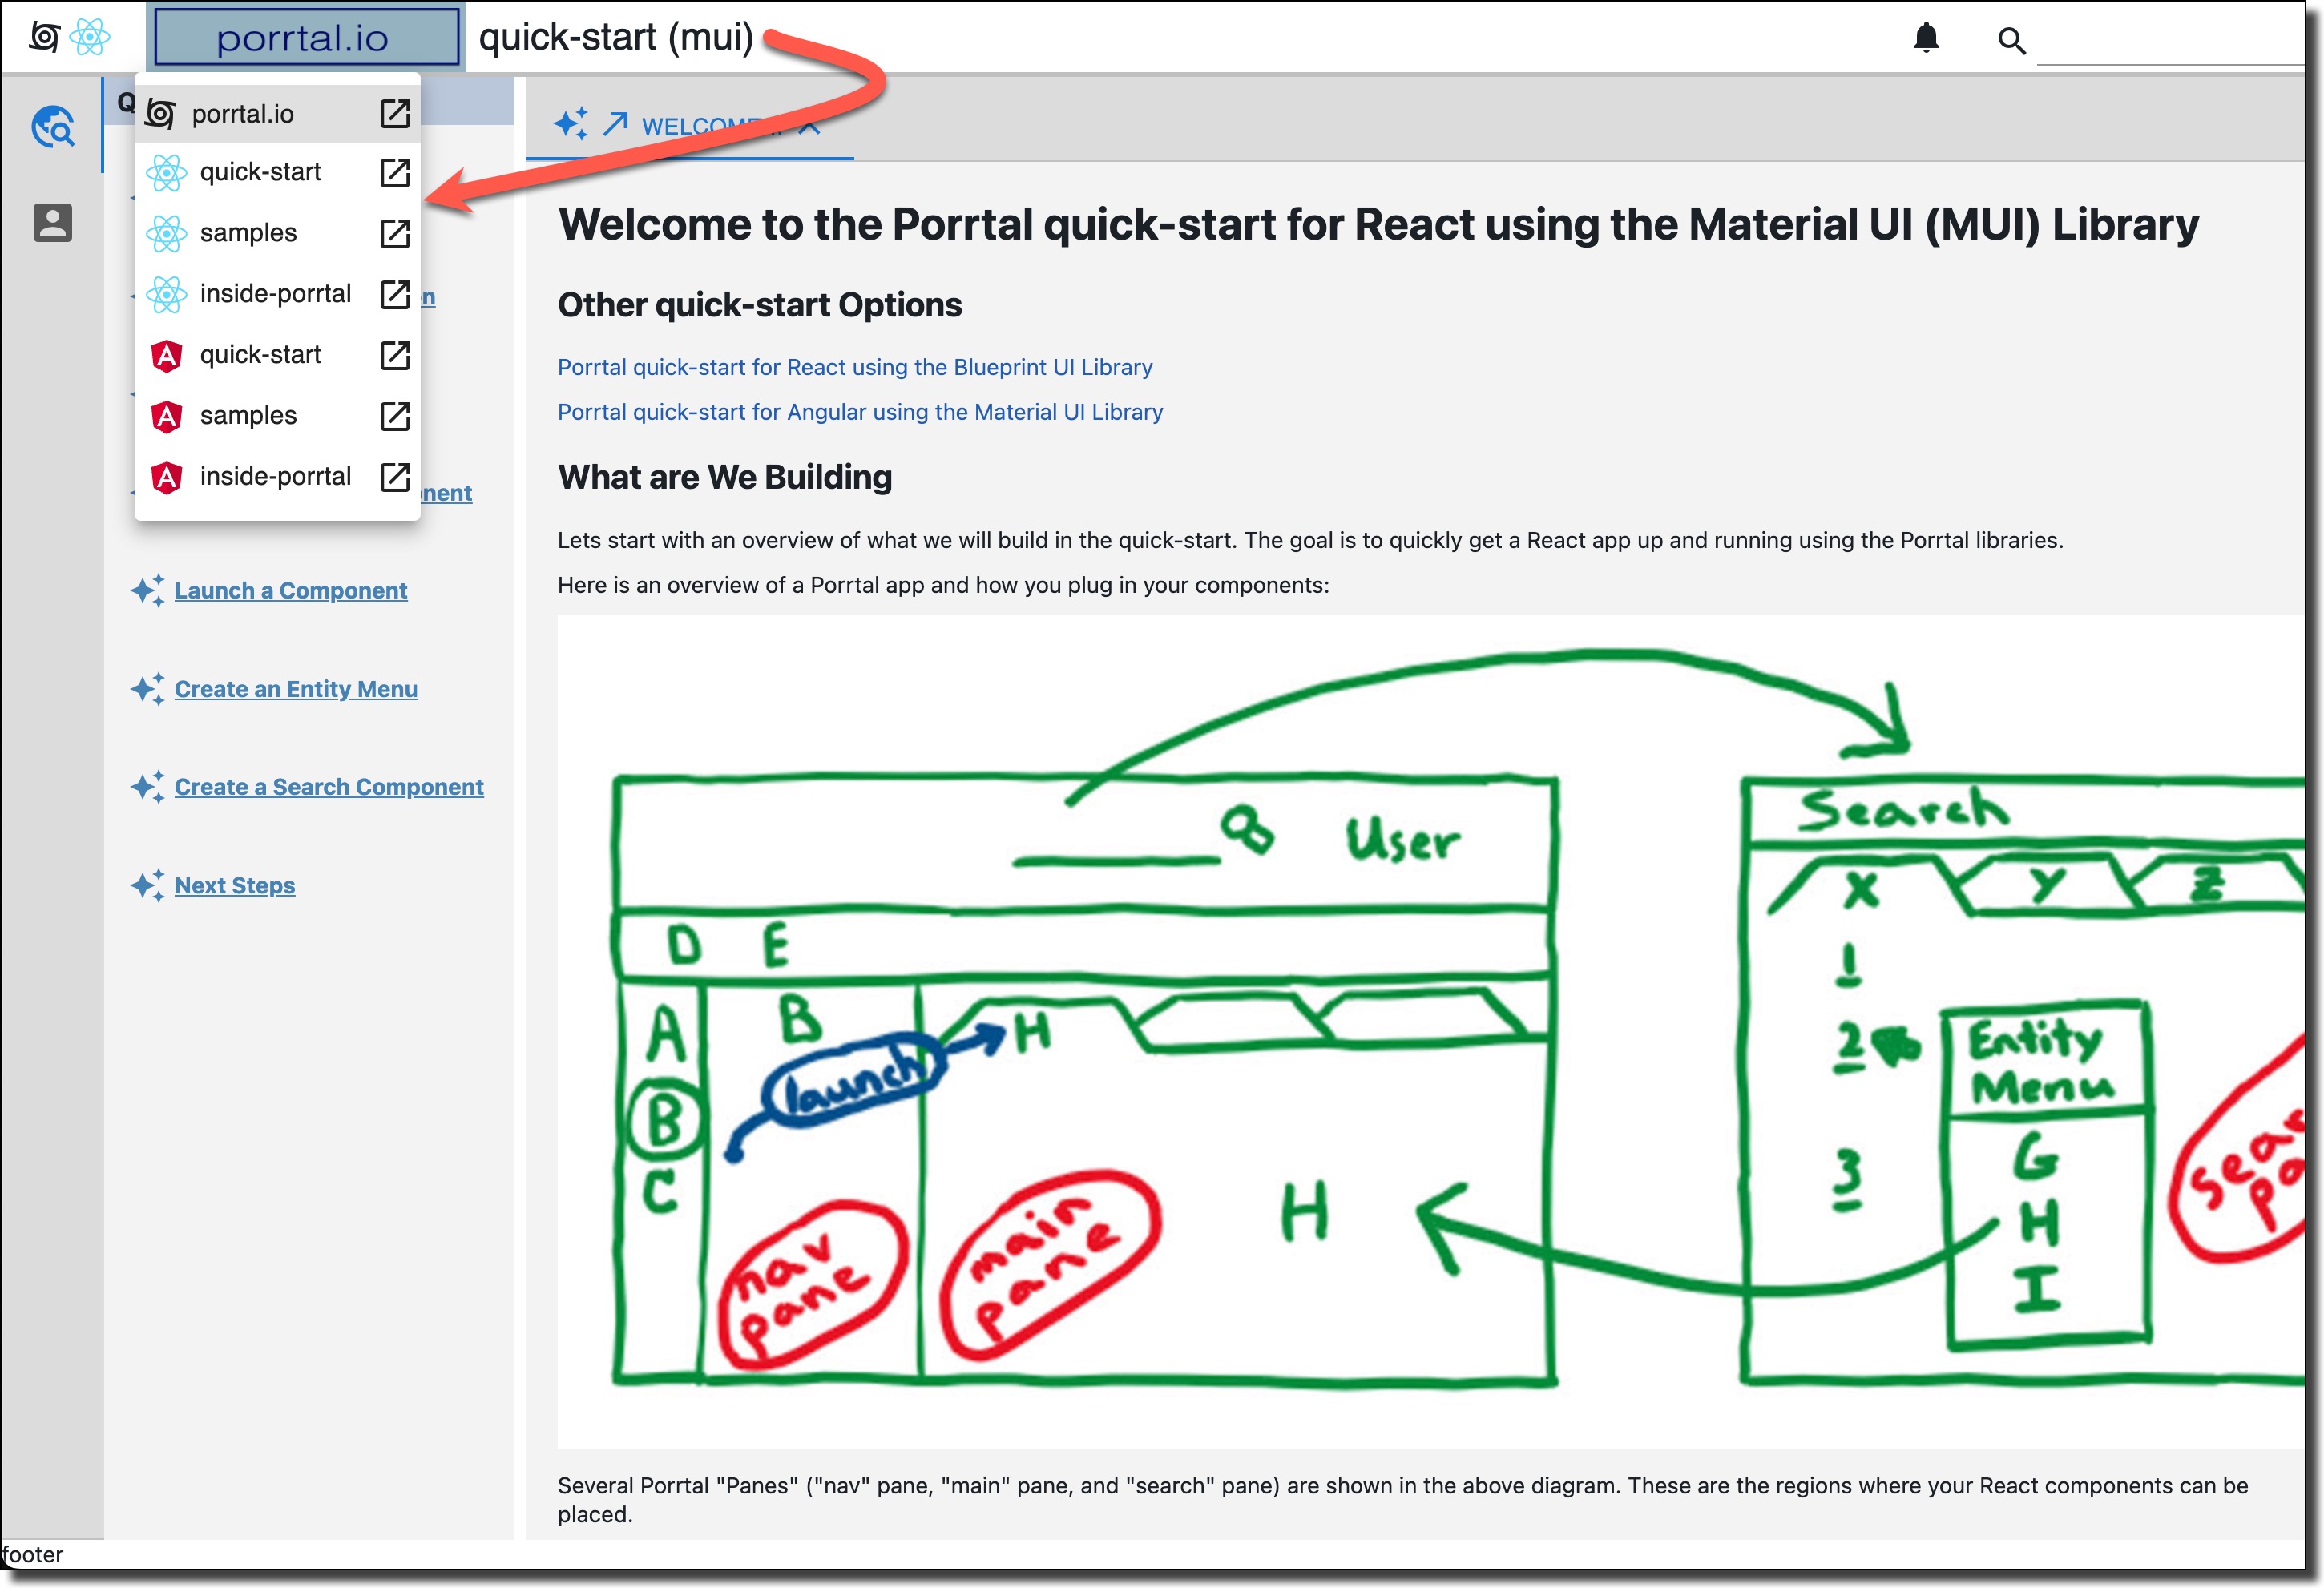 porrtal.io quick-start (mui)
porrtal.io
quick-start
samples
inside-porrtal
quick-start
samples
inside-porrtal
Launch a Component
Create an Entity Menu
Create a Search Component
Next Steps
WELCOME
Welcome to the Porrtal quick-start for React using the Material UI (MUI) Library
Other quick-start Options
Porrtal quick-start for React using the Blueprint UI Library
Porrtal quick-start for Angular using the Material UI Library
What are We Building
Lets start with an overview of what we will build in the quick-start. The goal is to quickly get a React app up and running using the Porrtal libraries.
Here is an overview of a Porrtal app and how you plug in your components:
User
D E
A
B
C
B
launch
H
nav
pane
main
pane
H
Search
X Y Z
1
2
3
Entity
Menu
G
H
I
Several Porrtal "Panes" ("nav" pane, "main" pane, and "search" pane) are shown in the above diagram. These are the regions where your React components can be
placed.
footer